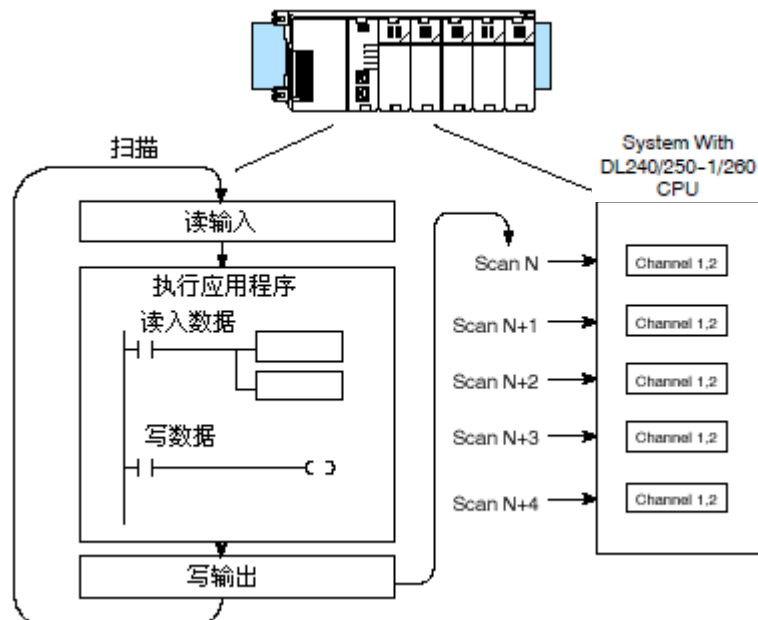 扫描
读输入
执行应用程序
读入数据
写数据
写输出
System With
DL240/250-1/260
CPU
Scan N
Channel 1,2
Scan N+1
Channel 1,2
Scan N+2
Channel 1,2
Scan N+3
Channel 1,2
Scan N+4
Channel 1,2